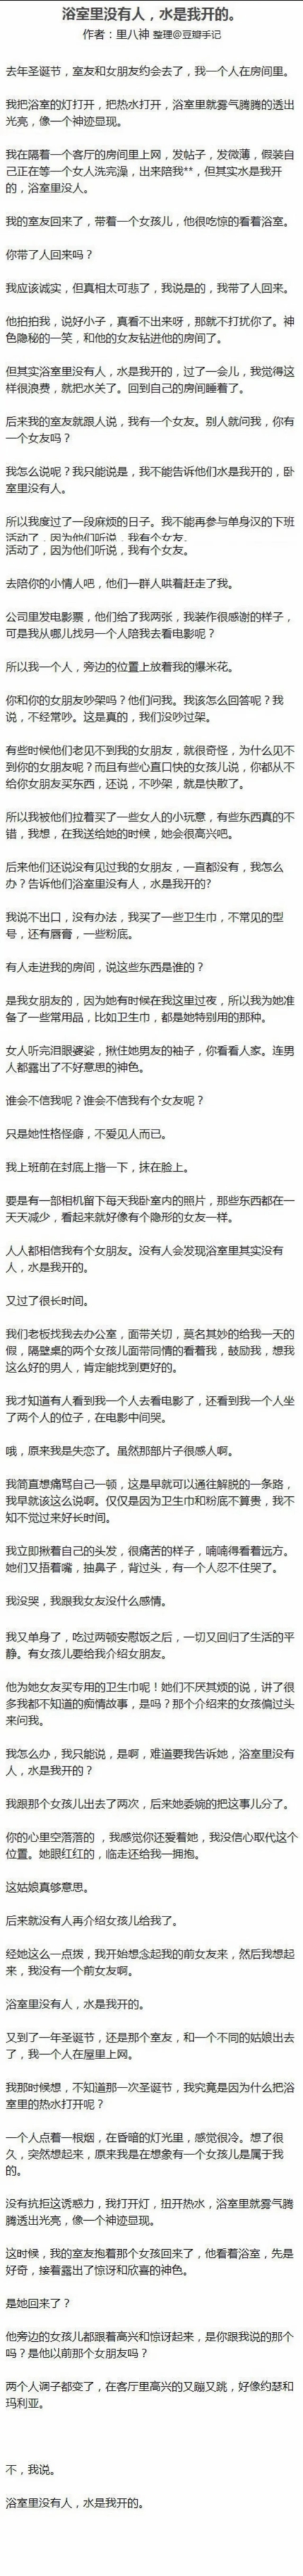 浴室里没有人，水是我开的。
作者：里八神 整理@豆瓣手记
去年圣诞节，室友和女朋友约会去了，我一个人在房间里。
我把浴室的灯打开，把热水打开，浴室里就雾气腾腾的透出
光亮，像一个神迹显现。
我在隔着一个客厅的房间里上网，发帖子，发微薄，假装自
己正在等一个女人洗完澡，出来陪我**，但其实水是我开
的，浴室里没人。
我的室友回来了，带着一个女孩儿，他很吃惊的看着浴室。
你带了人回来吗？
我应该诚实，但真相太可悲了，我说是的，我带了人回来。
他拍拍我，说好小子，真看不出来呀，那就不打扰你了。神
色隐秘的一笑，和他的女友钻进他的房间了。
但其实浴室里没有人，水是我开的，过了一会儿，我觉得这
样很浪费，就把水关了。回到自己的房间睡着了。
后来我的室友就跟人说，我有一个女友。别人就问我，你有
一个女友吗？
我怎么说呢？我只能说是，我不能告诉他们水是我开的，卧
室里没有人。
所以我度过了一段麻烦的日子。我不能再参与单身汉的下班
活动了，因为他们听说，我有个女友。
活动了，因为他们听说，我有个女友。
去陪你的小情人吧，他们一群人哄着赶走了我。
公司里发电影票，他们给了我两张，我装作很感谢的样子，
可是我从哪儿找另一个人陪我去看电影呢？
所以我一个人，旁边的位置上放着我的爆米花。
你和你的女朋友吵架吗？他们问我。我该怎么回答呢？我
说，不经常吵。这是真的，我们没吵过架。
有些时候他们老见不到我的女朋友，就很奇怪，为什么见不
到你的女朋友呢？而且有些心直口快的女孩儿说，你都从不
给你女朋友买东西，还说，不吵架，就是快散了。
所以我被他们拉着买了一些女人的小玩意，有些东西真的不
错，我想，在我送给她的时候，她会很高兴吧。
后来他们还说没有见过我的女朋友，一直都没有，我怎么
办？告诉他们浴室里没有人，水是我开的？
我说不出口，没有办法，我买了一些卫生巾，不常见的型
号，还有唇膏，一些粉底。
有人走进我的房间，说这些东西是谁的？
是我女朋友的，因为她有时候在我这里过夜，所以我为她准
备了一些常用品，比如卫生巾，都是她特别用的那种。
女人听完泪眼婆娑，揪住她男友的袖子，你看看人家。连男
人都露出了不好意思的神色。
谁会不信我呢？谁会不信我有个女友呢？
只是她性格怪癖，不爱见人而已。
我上班前在封底上揩一下，抹在脸上。
要是有一部相机留下每天我卧室内的照片，那些东西都在一
天天减少，看起来就好像有个隐形的女友一样。
人人都相信我有个女朋友。没有人会发现浴室里其实没有
人，水是我开的。
又过了很长时间。
我们老板找我去办公室，面带关切，莫名其妙的给我一天的
假，隔壁桌的两个女孩儿面带同情的看着我，鼓励我，想我
这么好的男人，肯定能找到更好的。
我才知道有人看到我一个人去看电影了，还看到我一个人坐
了两个人的位子，在电影中间哭。
哦，原来我是失恋了。虽然那部片子很感人啊。
我简直想痛骂自己一顿，这是早就可以通往解脱的一条路，
我早就该这么说啊。仅仅是因为卫生巾和粉底不算贵，我不
知不觉过来好长时间。
我立即揪着自己的头发，很痛苦的样子，喃喃得看着远方。
她们又捂着嘴，抽鼻子，背过头，有一个人忍不住哭了。
我没哭，我跟我女友没什么感情。
我又单身了，吃过两顿安慰饭之后，一切又回归了生活的平
静。有女孩儿要给我介绍女朋友。
他为她女友买专用的卫生巾呢！她们不厌其烦的说，讲了很
多我都不知道的痴情故事，是吗？那个介绍来的女孩偏过头
来问我。
我怎么办，我只能说，是啊，难道要我告诉她，浴室里没有
人，水是我开的？
我跟那个女孩儿出去了两次，后来她委婉的把这事儿分了。
你的心里空落落的 ，我感觉你还爱着她，我没信心取代这个
位置。她眼红红的，临走还给我一拥抱。
这姑娘真够意思。
后来就没有人再介绍女孩儿给我了。
经她这么一点拨，我开始想念起我的前女友来，然后我想起
来，我没有一个前女友啊。
浴室里没有人，水是我开的。
又到了一年圣诞节，还是那个室友，和一个不同的姑娘出去
了，我一个人在屋里上网。
我那时候想，不知道那一次圣诞节，我究竟是因为什么把浴
室里的热水打开呢？
一个人点着一根烟，在昏暗的灯光里，感觉很冷。想了很
久，突然想起来，原来我是在想象有一个女孩儿是属于我
的。
没有抗拒这诱惑力，我打开灯，扭开热水，浴室里就雾气腾
腾透出光亮，像一个神迹显现。
这时候，我的室友抱着那个女孩回来了，他看着浴室，先是
好奇，接着露出了惊讶和欣喜的神色。
是她回来了？
他旁边的女孩儿都跟着高兴和惊讶起来，是你跟我说的那个
吗？是他以前那个女朋友吗？
两个人调子都变了，在客厅里高兴的又蹦又跳，好像约瑟和
玛利亚。
不，我说。
浴室里没有人，水是我开的。